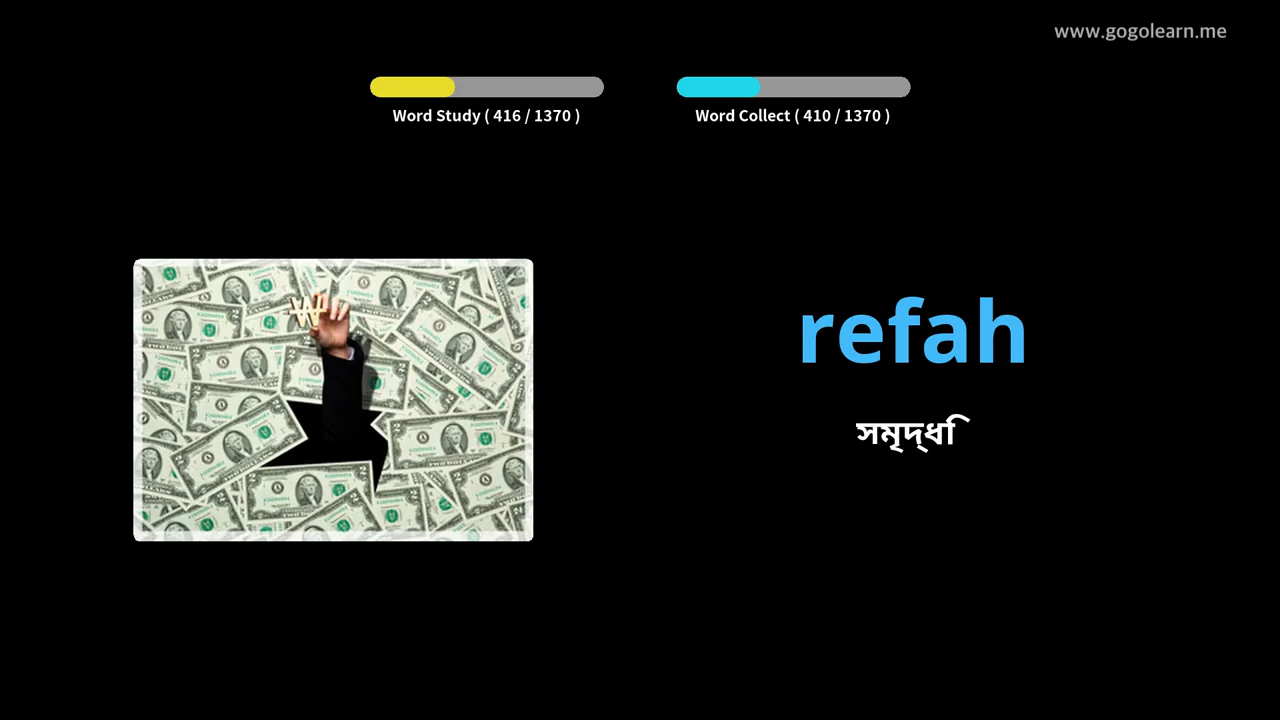 www.gogolearn.me
Word Study ( 416 / 1370 )
Word Collect ( 410 / 1370 )
₩
refah
সমৃদ্ধি